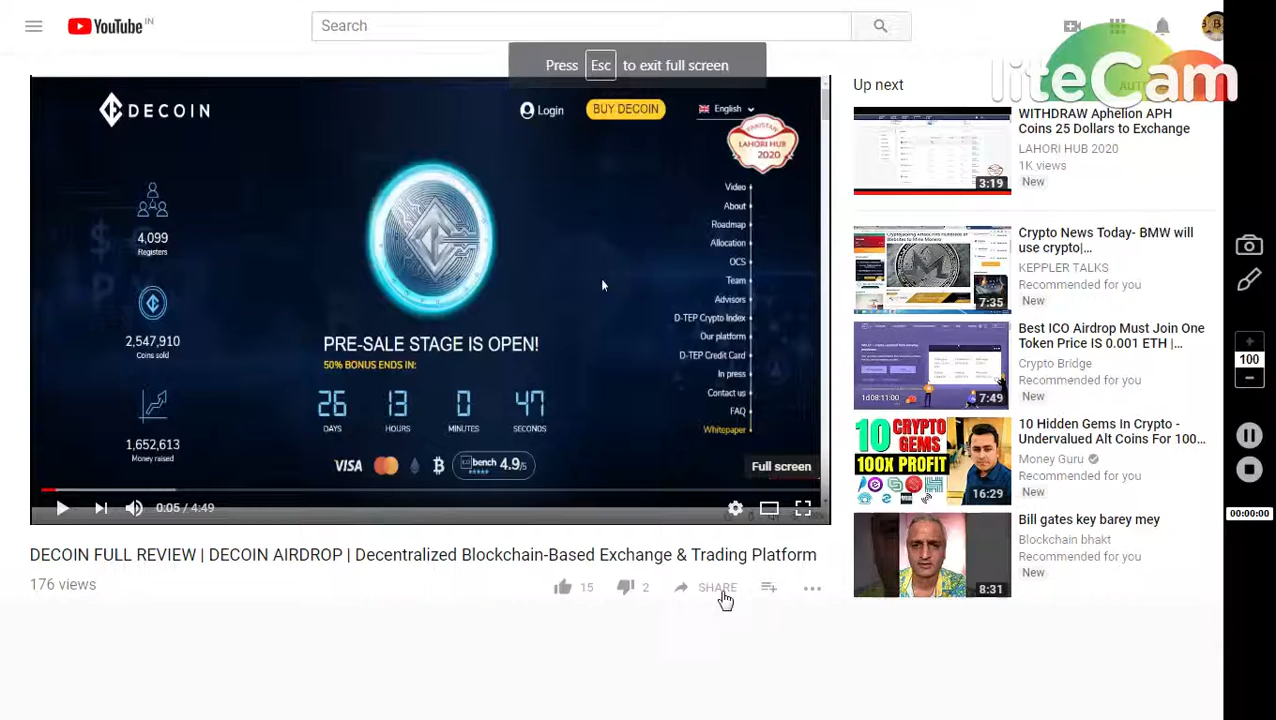 YouTube IN
Search
Press Esc to exit full screen
liteCam
DECOIN
Login
BUY DECOIN
English
PAKISTAN
LAHORI HUB
2020
4,099
Registers
2,547,910
Coins sold
1,652,613
Money raised
PRE-SALE STAGE IS OPEN!
50% BONUS ENDS IN:
26 13 0 47
DAYS HOURS MINUTES SECONDS
VISA
bench 4.9/5
Video
About
Roadmap
Allocation
OCS
Team
Advisors
D-TEP Crypto Index
Our platform
D-TEP Credit Card
In press
Contact us
FAQ
Whitepaper
Full screen
0:05 / 4:49
DECOIN FULL REVIEW | DECOIN AIRDROP | Decentralized Blockchain-Based Exchange & Trading Platform
176 views
15
2
SHARE
Up next
3:19
WITHDRAW Aphelion APH
Coins 25 Dollars to Exchange
LAHORI HUB 2020
1K views
New
7:35
Crypto News Today- BMW will
use crypto|...
KEPFLER TALKS
Recommended for you
New
1d08:11:00
7:49
Best ICO Airdrop Must Join One
Token Price IS 0.001 ETH |...
Crypto Bridge
Recommended for you
New
10 CRYPTO
GEMS
100X PROFIT
16:29
10 Hidden Gems In Crypto -
Undervalued Alt Coins For 100...
Money Guru
Recommended for you
New
8:31
Bill gates key barey mey
Blockchain bhakt
Recommended for you
New
100
00:00:00